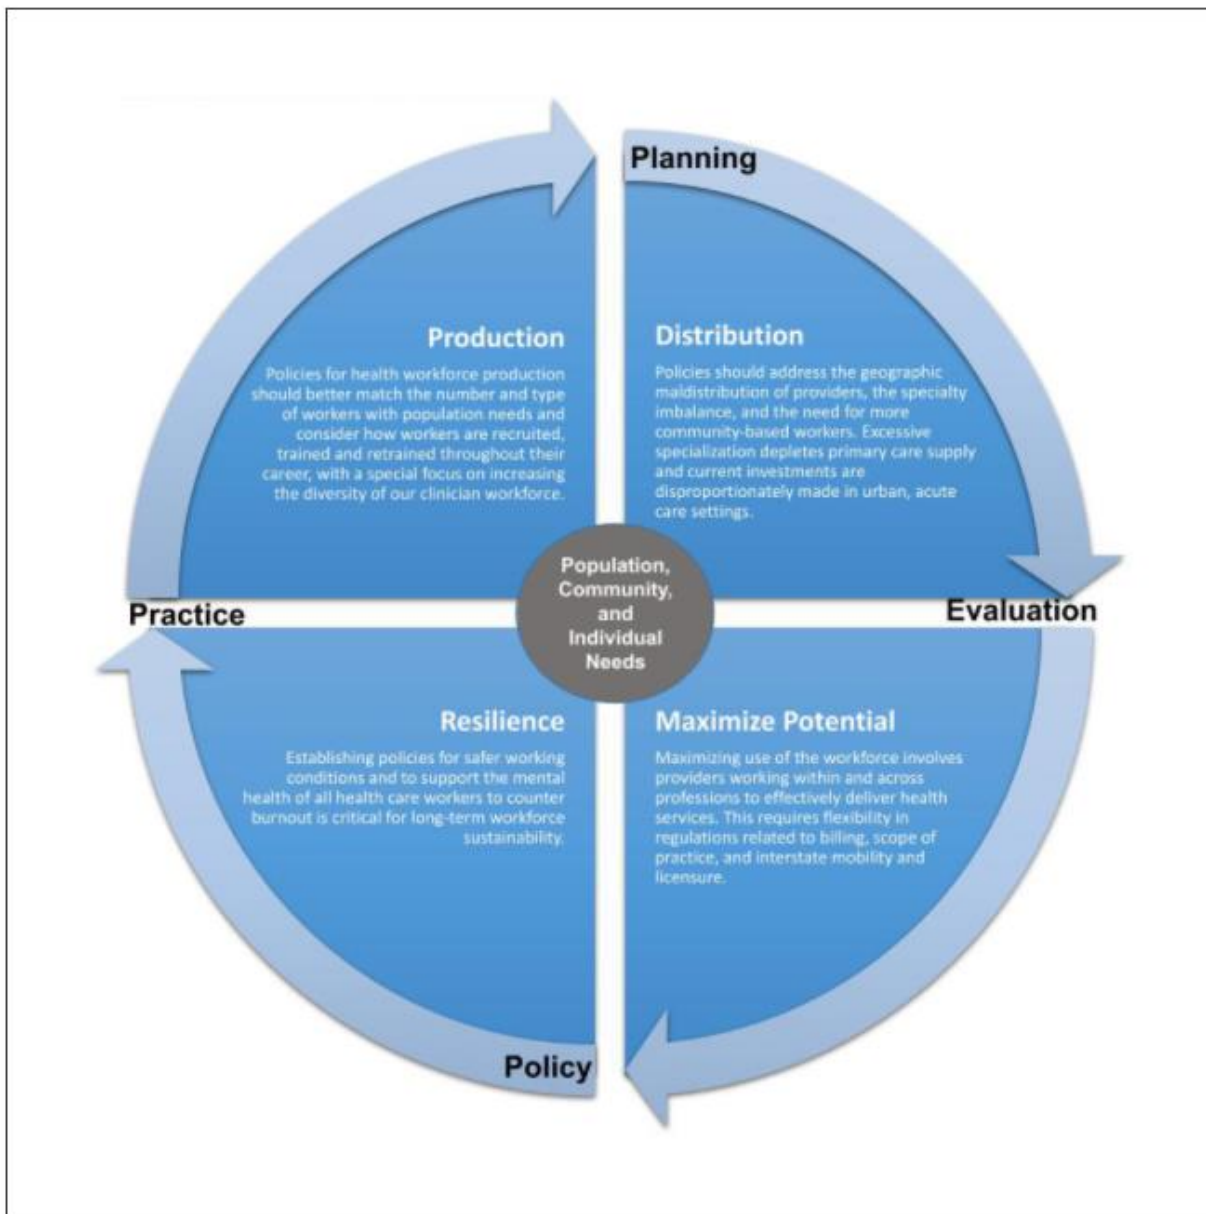 Planning
Production
Policies for health workforce production
should better match the number and type
of workers with population needs and
consider how workers are recruited,
trained and retrained throughout their
career, with a special focus on increasing
the diversity of our clinician workforce.
Distribution
Policies should address the geographic
maldistribution of providers, the specialty
imbalance, and the need for more
community-based workers. Excessive
specialization depletes primary care supply
and current investments are
disproportionately made in urban, acute
care settings.
Population,
Community,
and
Individual
Needs
Practice
Evaluation
Resilience
Establishing policies for safer working
conditions and to support the mental
health of all health care workers to counter
burnout is critical for long-term workforce
sustainability.
Maximize Potential
Maximizing use of the workforce involves
providers working within and across
professions to effectively deliver health
services. This requires flexibility in
regulations related to billing, scope of
practice, and interstate mobility and
licensure.
Policy